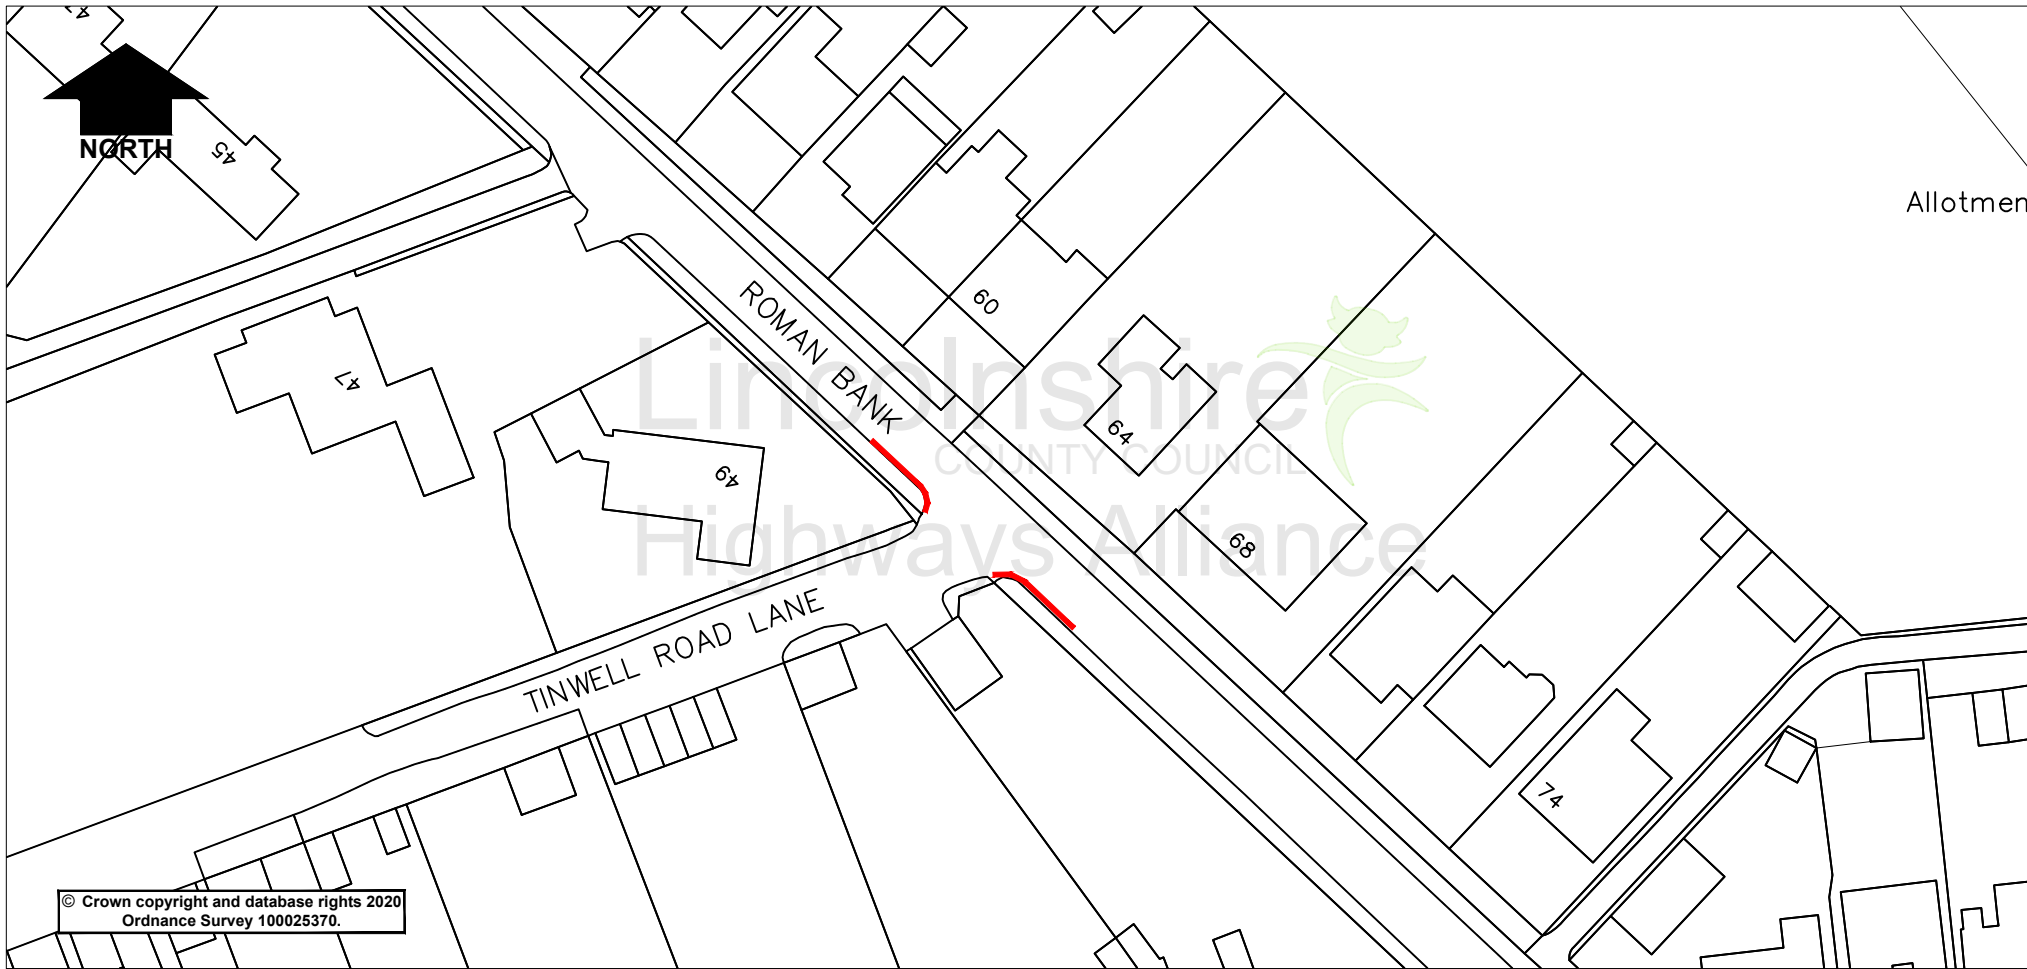 NORTH
45
Allotmen
ROMAN BANK
60
47
64
49
68
74
TINWELL ROAD LANE
Lincolnshire
COUNTY COUNCIL
Highways Alliance
© Crown copyright and database rights 2020
Ordnance Survey 100025370.